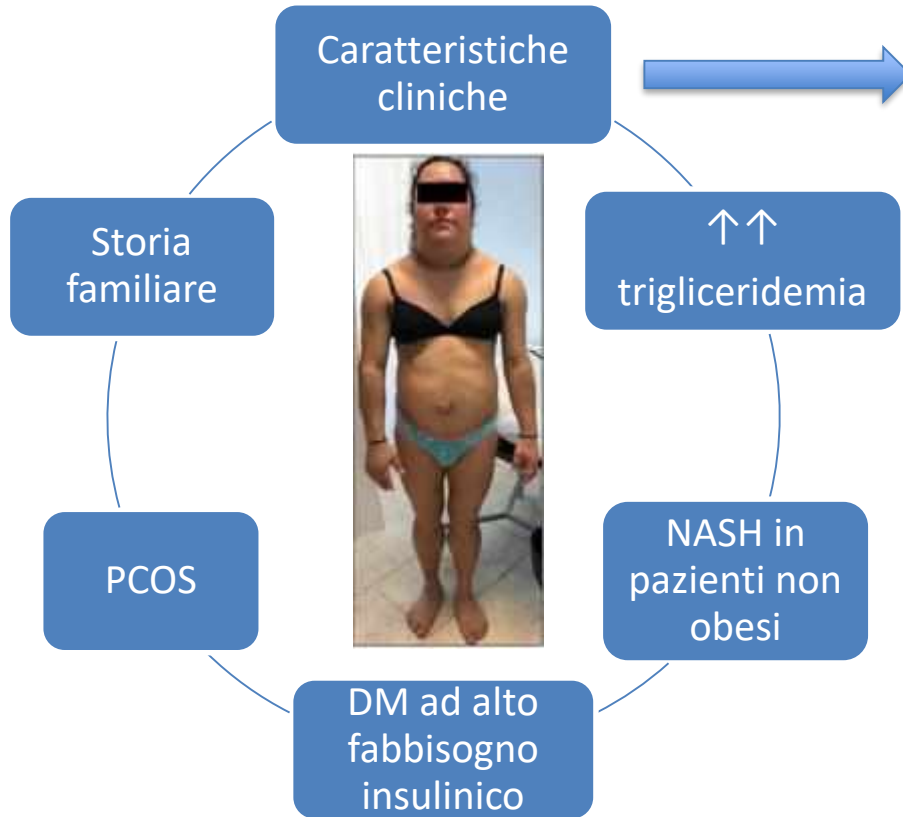 Caratteristiche
cliniche
↑↑
trigliceridemia
NASH in
pazienti non
obesi
DM ad alto
fabbisogno
insulinico
PCOS
Storia
familiare